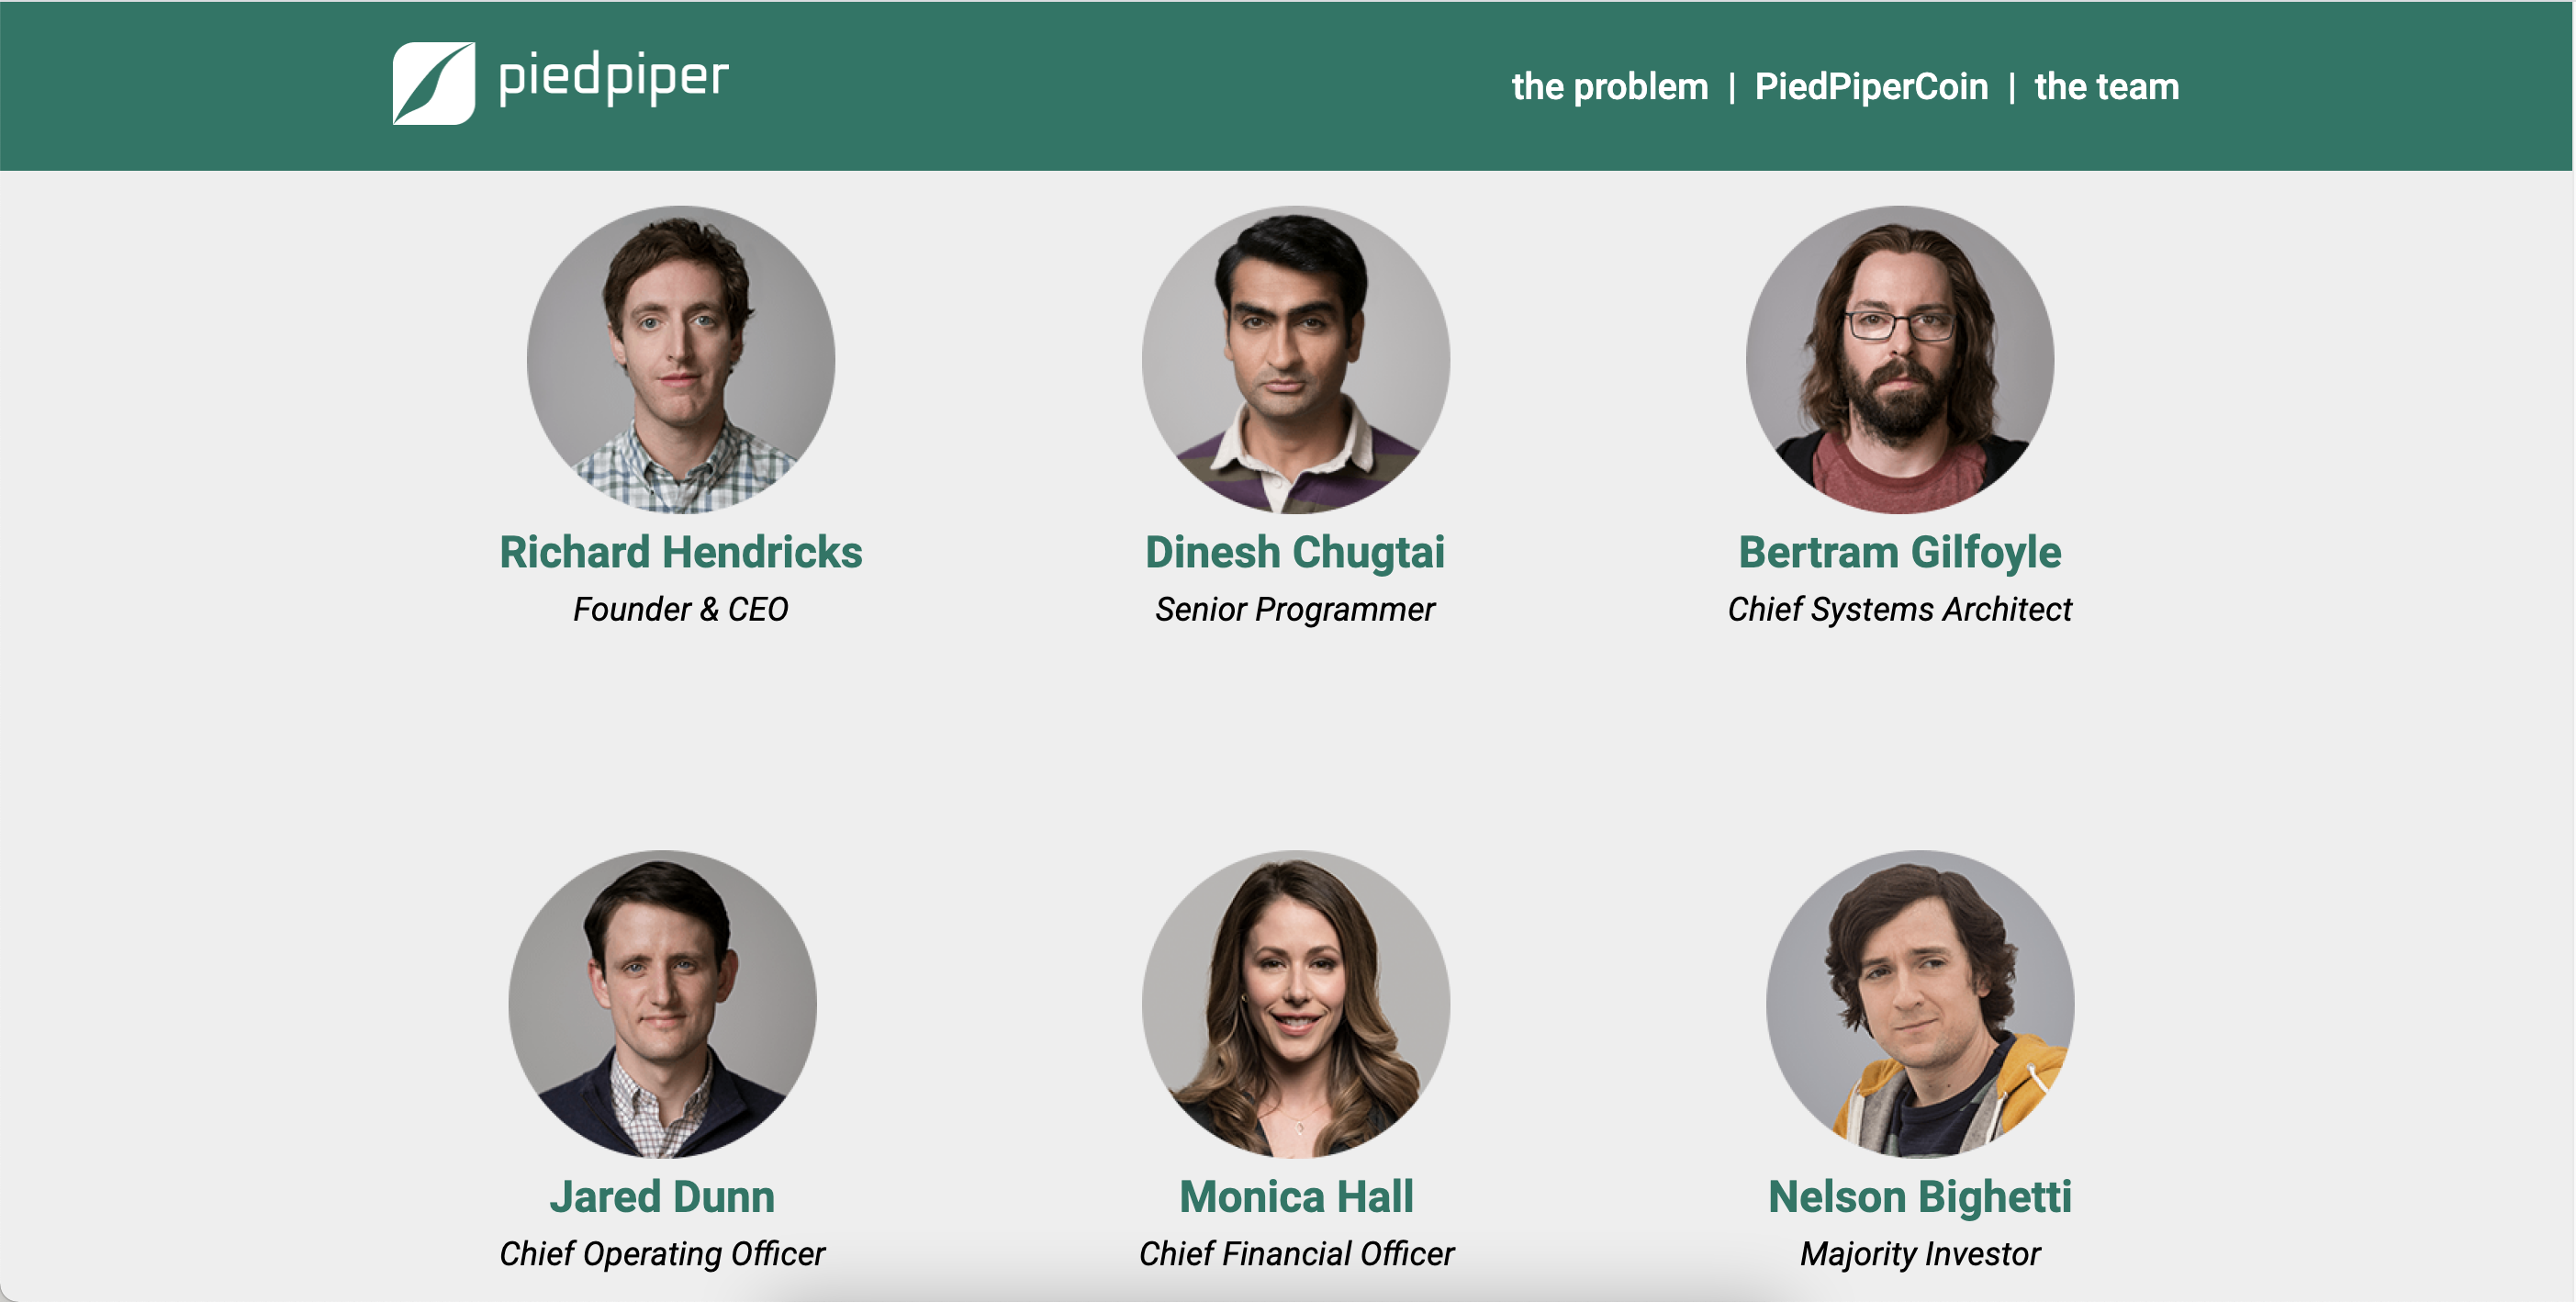 piedpiper
the problem | PiedPiperCoin | the team
Richard Hendricks
Founder & CEO
Dinesh Chugtai
Senior Programmer
Bertram Gilfoyle
Chief Systems Architect
Jared Dunn
Chief Operating Officer
Monica Hall
Chief Financial Officer
Nelson Bighetti
Majority Investor